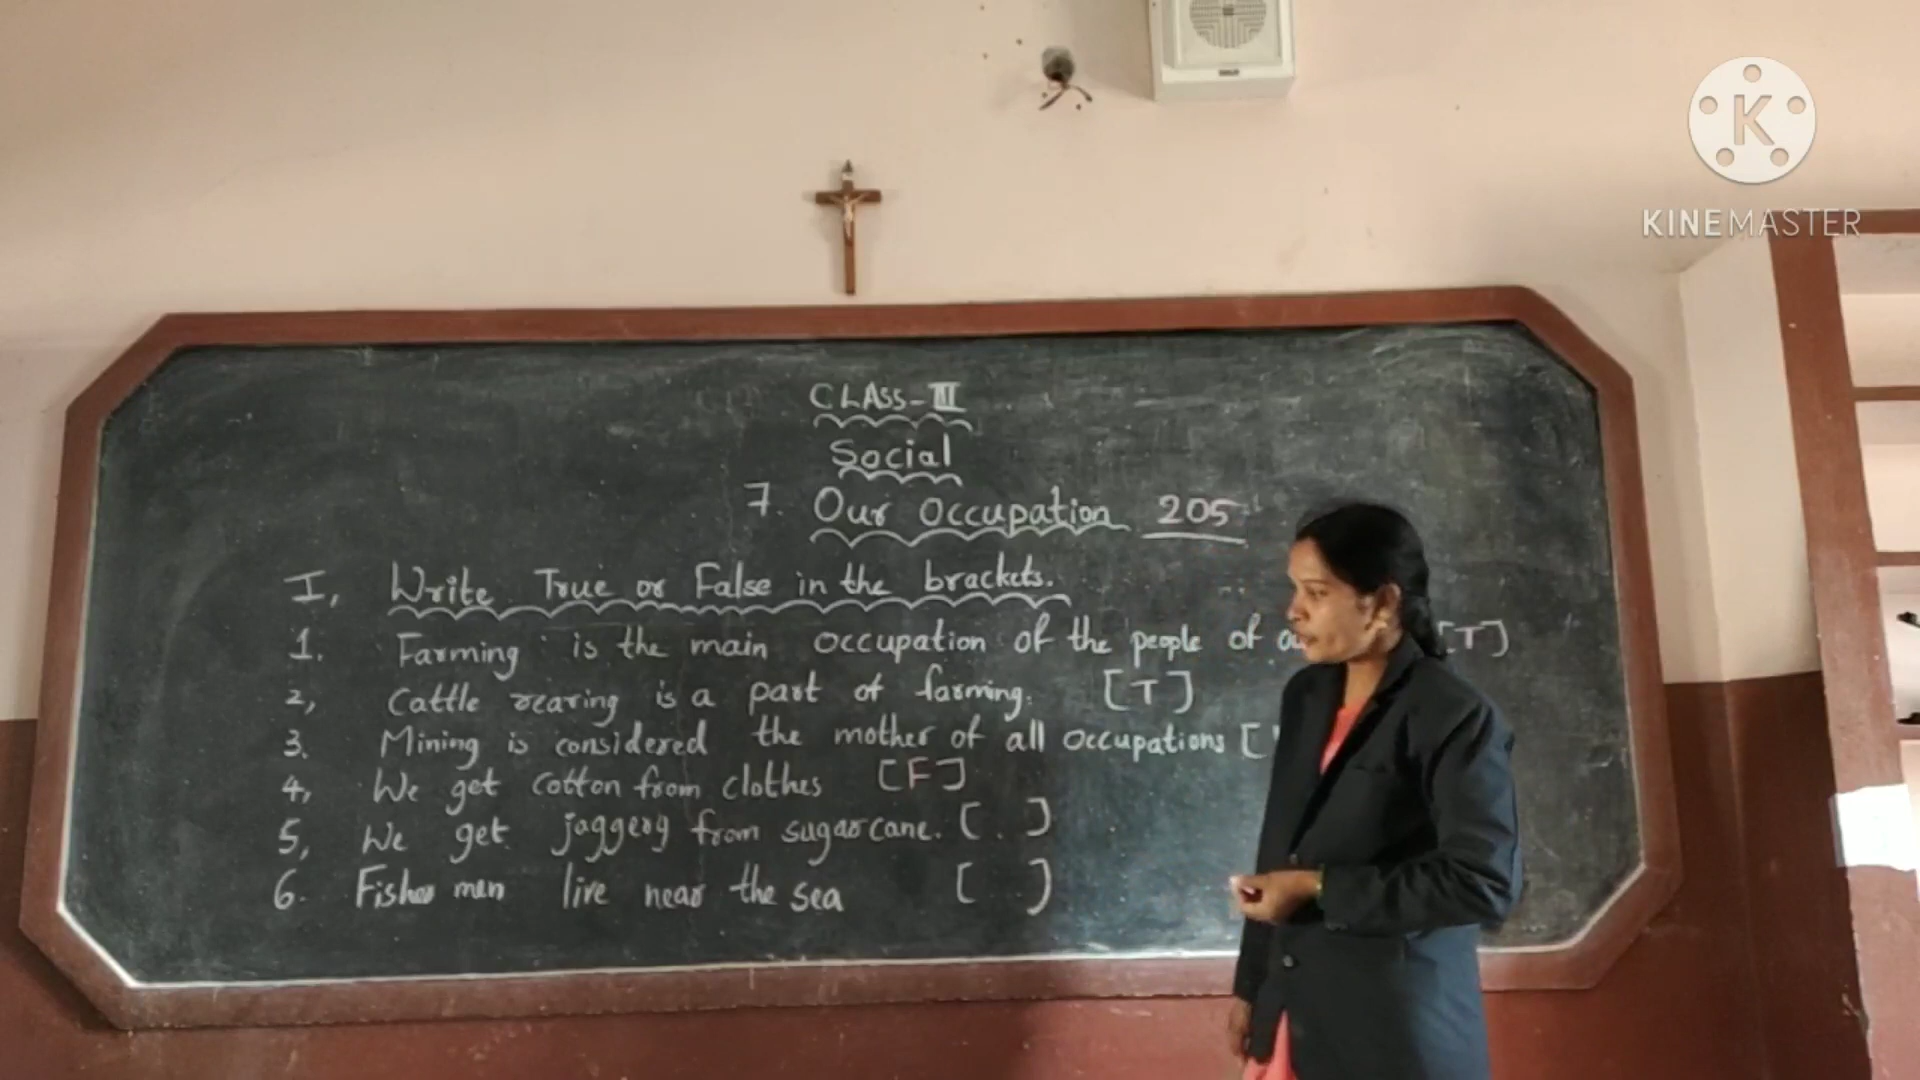 K
KINEMASTER
CLASS-III
Social
7. Our Occupation 205
I, Write True or False in the brackets.
1. Farming is the main occupation of the people of [T]
2, Cattle rearing is a part of farming. [T]
3. Mining is considered the mother of all occupations [
4, We get cotton from clothes [F]
5, We get jaggery from sugarcane. [ ]
6. Fisher men live near the sea [ ]